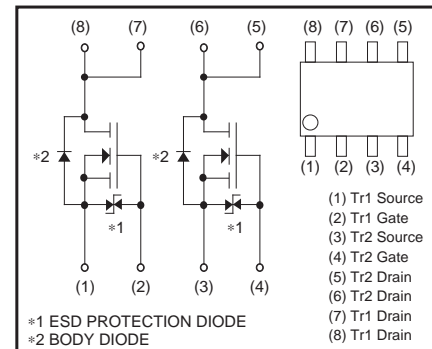 (8) (7) (6) (5)
(8) (7) (6) (5)
*2 *2
*1 *1
(1) (2) (3) (4)
(1) (2) (3) (4)
(1) Tr1 Source
(2) Tr1 Gate
(3) Tr2 Source
(4) Tr2 Gate
(5) Tr2 Drain
(6) Tr2 Drain
(7) Tr1 Drain
(8) Tr1 Drain
*1 ESD PROTECTION DIODE
*2 BODY DIODE